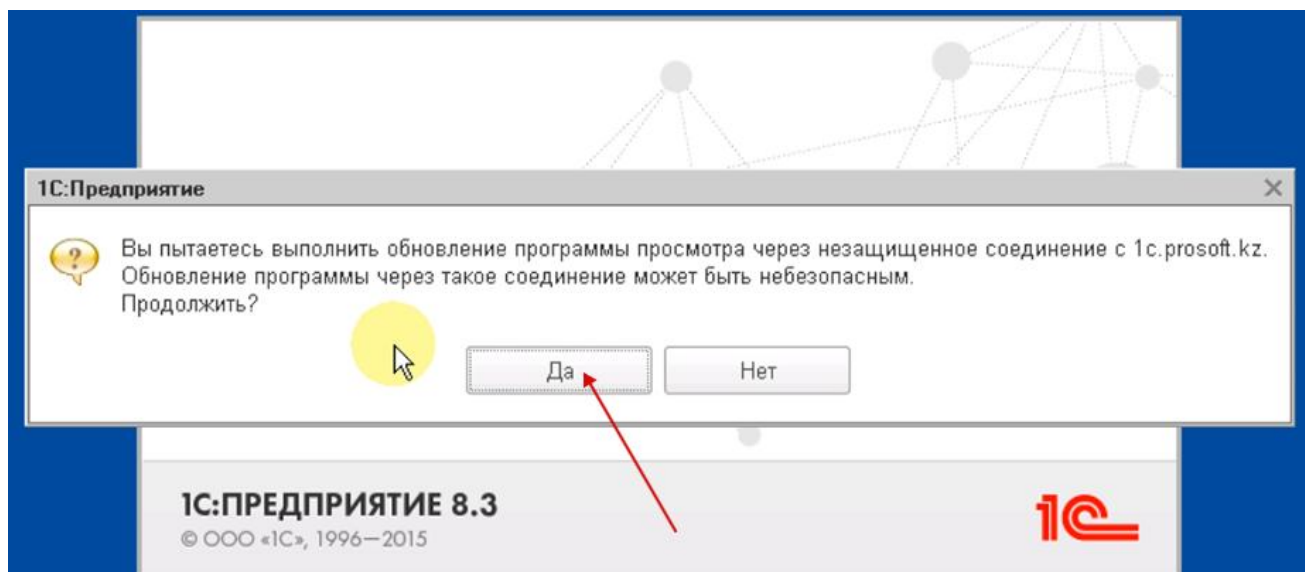 1С:Предприятие
Вы пытаетесь выполнить обновление программы просмотра через незащищенное соединение с 1c.prosoft.kz.
Обновление программы через такое соединение может быть небезопасным.
Продолжить?
Да
Нет
1С:ПРЕДПРИЯТИЕ 8.3
© ООО «1С», 1996—2015
1С